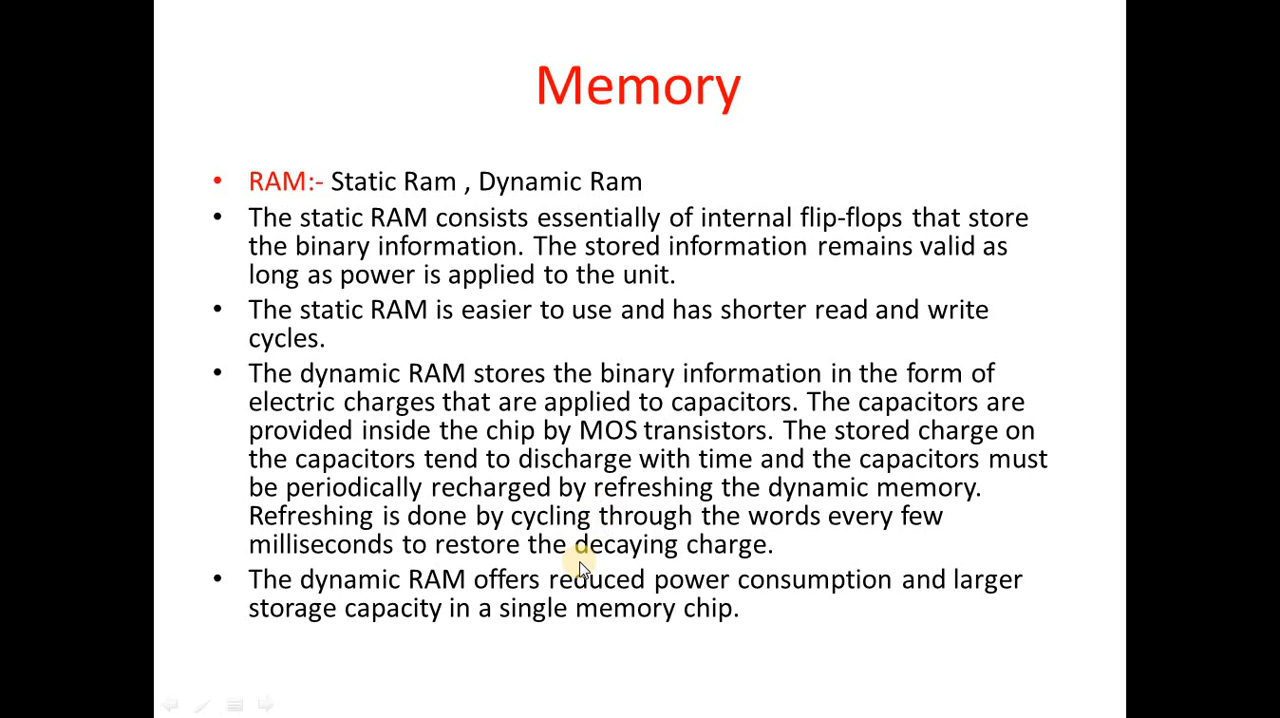 Memory
• RAM:- Static Ram , Dynamic Ram
• The static RAM consists essentially of internal flip-flops that store
the binary information. The stored information remains valid as
long as power is applied to the unit.
• The static RAM is easier to use and has shorter read and write
cycles.
• The dynamic RAM stores the binary information in the form of
electric charges that are applied to capacitors. The capacitors are
provided inside the chip by MOS transistors. The stored charge on
the capacitors tend to discharge with time and the capacitors must
be periodically recharged by refreshing the dynamic memory.
Refreshing is done by cycling through the words every few
milliseconds to restore the decaying charge.
• The dynamic RAM offers reduced power consumption and larger
storage capacity in a single memory chip.